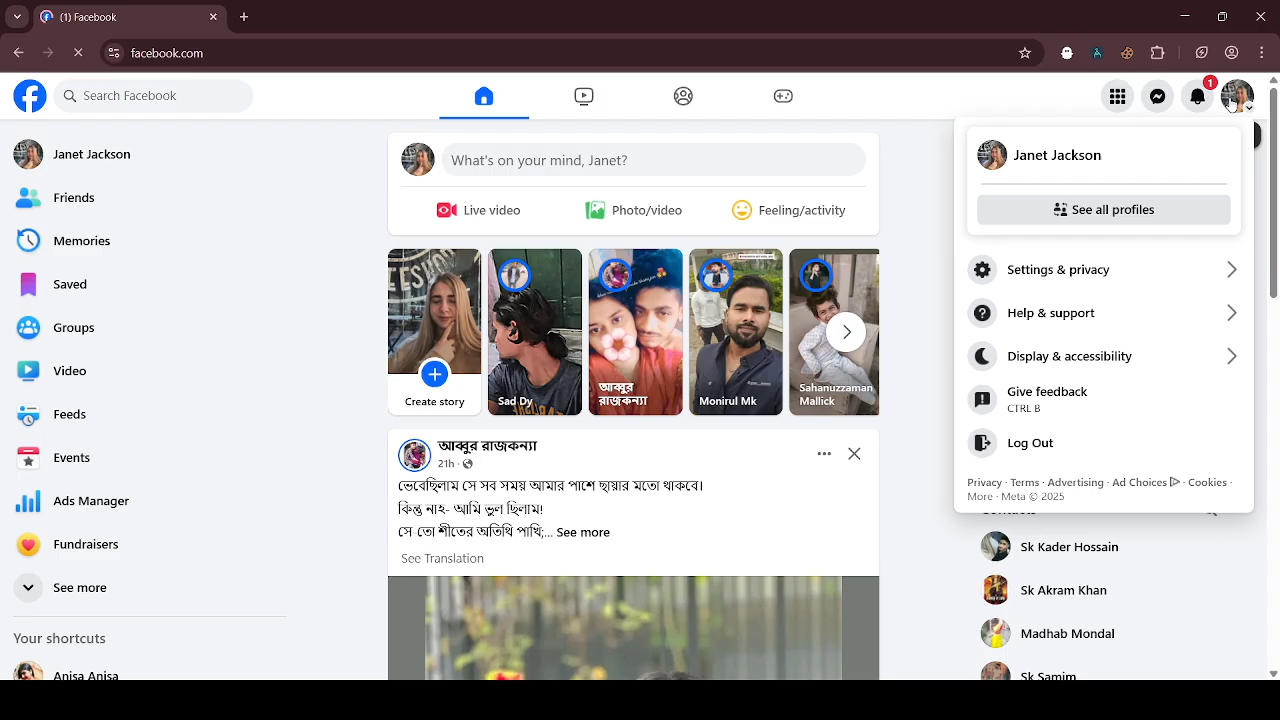 (1) Facebook
facebook.com
Search Facebook
1
Janet Jackson
Friends
Memories
Saved
Groups
Video
Feeds
Events
Ads Manager
Fundraisers
See more
Your shortcuts
Anisa Anisa
What's on your mind, Janet?
Live video
Photo/video
Feeling/activity
Create story
Sad Dy
আব্বুর
রাজকন্যা
Monirul Mk
Sahanuzzaman
Mallick
আব্বুর রাজকন্যা
21h ·
ভেবেছিলাম সে সব সময় আমার পাশে ছায়ার মতো থাকবে।
কিন্তু নাহ- আমি ভুল ছিলাম!
সে-তো শীতের অতিথি পাখি;... See more
See Translation
Janet Jackson
See all profiles
Settings & privacy
Help & support
Display & accessibility
Give feedback
CTRL B
Log Out
Privacy · Terms · Advertising · Ad Choices · Cookies ·
More · Meta © 2025
Contacts
Sk Kader Hossain
Sk Akram Khan
Madhab Mondal
Sk Samim